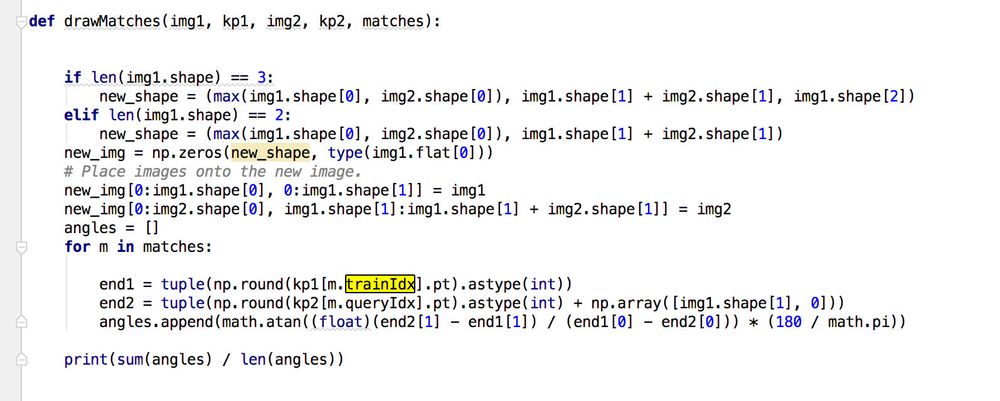 def drawMatches(img1, kp1, img2, kp2, matches):
if len(img1.shape) == 3:
new_shape = (max(img1.shape[0], img2.shape[0]), img1.shape[1] + img2.shape[1], img1.shape[2])
elif len(img1.shape) == 2:
new_shape = (max(img1.shape[0], img2.shape[0]), img1.shape[1] + img2.shape[1])
new_img = np.zeros(new_shape, type(img1.flat[0]))
# Place images onto the new image.
new_img[0:img1.shape[0], 0:img1.shape[1]] = img1
new_img[0:img2.shape[0], img1.shape[1]:img1.shape[1] + img2.shape[1]] = img2
angles = []
for m in matches:
end1 = tuple(np.round(kp1[m.trainIdx].pt).astype(int))
end2 = tuple(np.round(kp2[m.queryIdx].pt).astype(int) + np.array([img1.shape[1], 0]))
angles.append(math.atan((float)(end2[1] - end1[1]) / (end1[0] - end2[0])) * (180 / math.pi))
print(sum(angles) / len(angles))